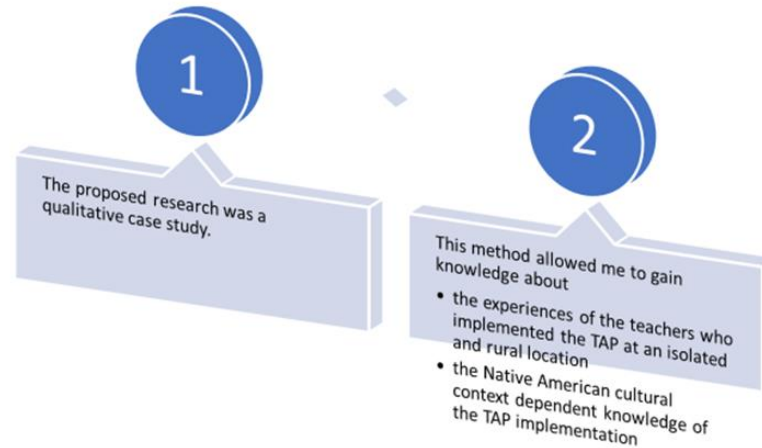 1
The proposed research was a
qualitative case study.
2
This method allowed me to gain
knowledge about
• the experiences of the teachers who
implemented the TAP at an isolated
and rural location
• the Native American cultural
context dependent knowledge of
the TAP implementation